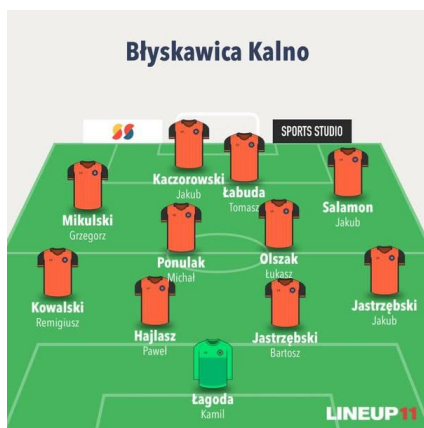 Błyskawica Kalno
SPORTS STUDIO
Kaczorowski
Jakub
Łabuda
Tomasz
Mikulski
Grzegorz
Salamon
Jakub
Ponulak
Michał
Olszak
Łukasz
Kowalski
Remigiusz
Jastrzębski
Jakub
Hajlasz
Paweł
Jastrzębski
Bartosz
Łagoda
Kamil
LINEUP11